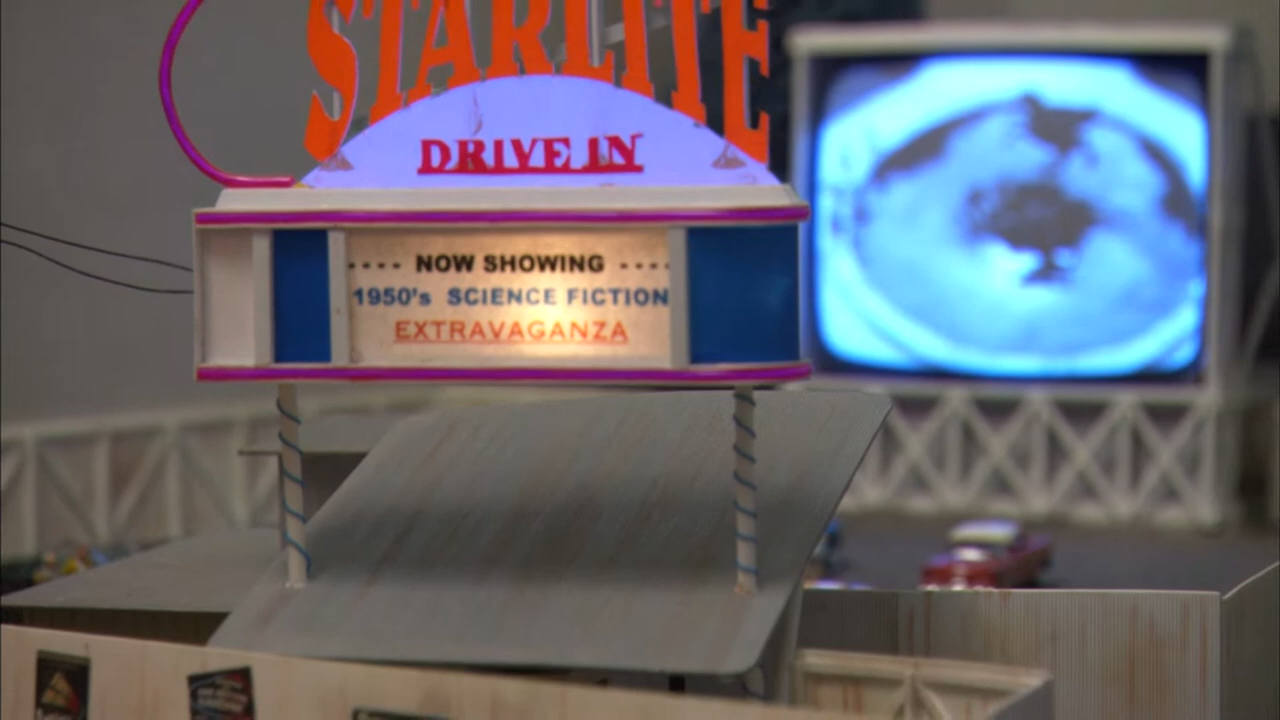 STARLITE
DRIVE IN
---- NOW SHOWING ----
1950's SCIENCE FICTION
EXTRAVAGANZA